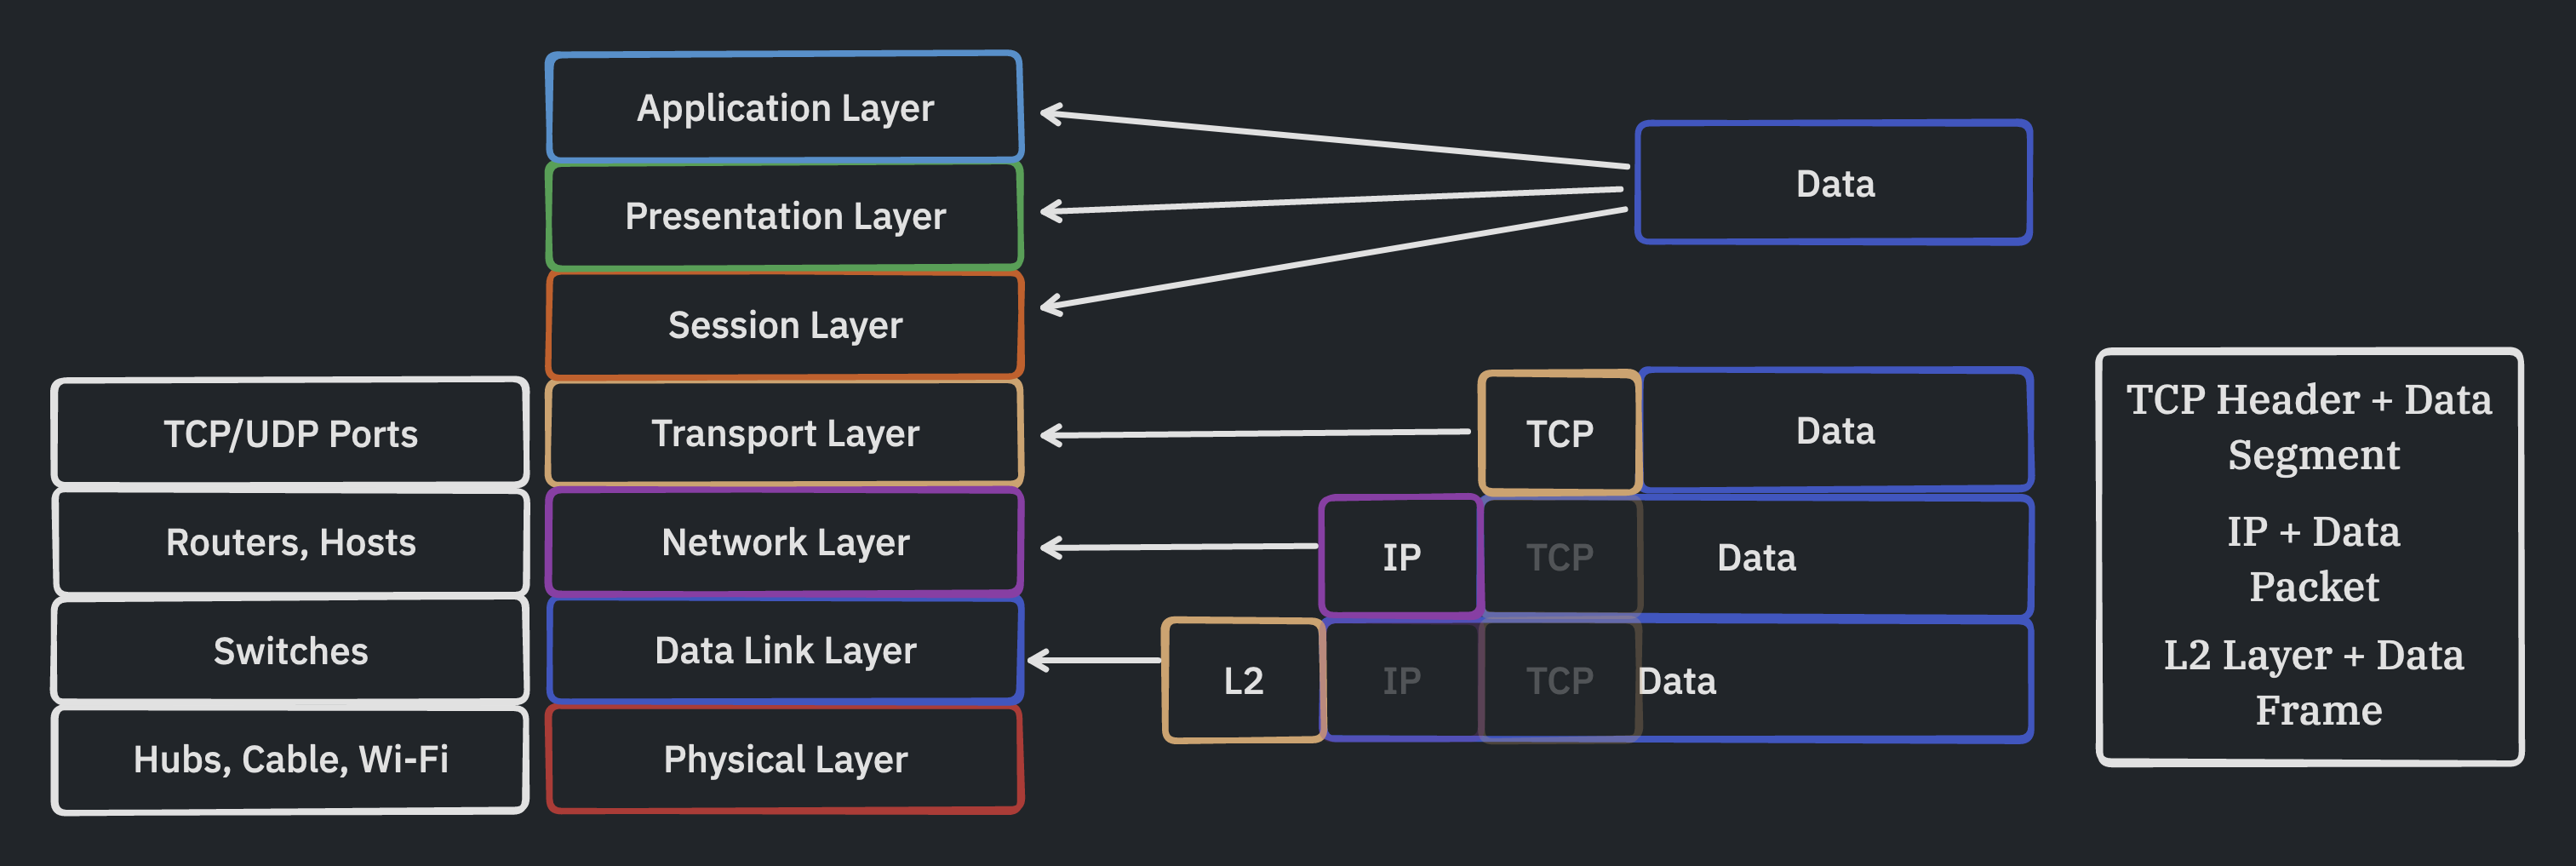 Application Layer
Presentation Layer
Data
Session Layer
TCP/UDP Ports
Transport Layer
TCP
Data
Routers, Hosts
Network Layer
IP
TCP
Data
Switches
Data Link Layer
L2
IP
TCP
Data
Hubs, Cable, Wi-Fi
Physical Layer
TCP Header + Data
Segment
IP + Data
Packet
L2 Layer + Data
Frame